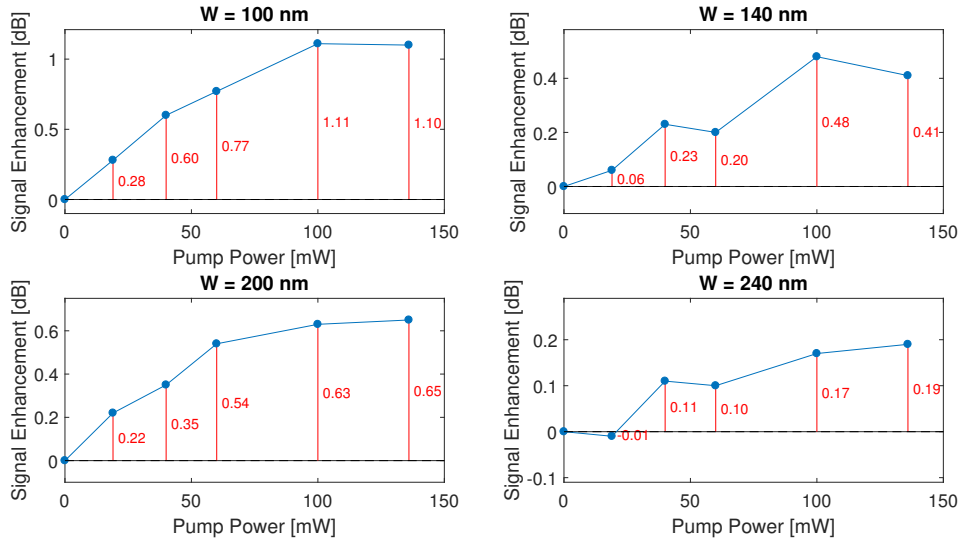 W = 100 nm
Signal Enhancement [dB]
1
0.5
0
0.28
0.60
0.77
1.11
1.10
0 50 100 150
Pump Power [mW]
W = 140 nm
Signal Enhancement [dB]
0.4
0.2
0
0.06
0.23
0.20
0.48
0.41
0 50 100 150
Pump Power [mW]
W = 200 nm
Signal Enhancement [dB]
0.6
0.4
0.2
0
0.22
0.35
0.54
0.63
0.65
0 50 100 150
Pump Power [mW]
W = 240 nm
Signal Enhancement [dB]
0.2
0.1
0
-0.1
-0.01
0.11
0.10
0.17
0.19
0 50 100 150
Pump Power [mW]